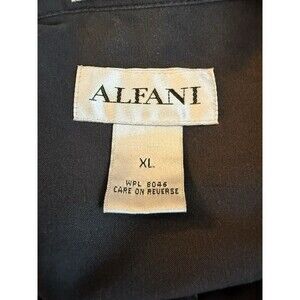 ALFANI
XL
WPL 8046
CARE ON REVERSE